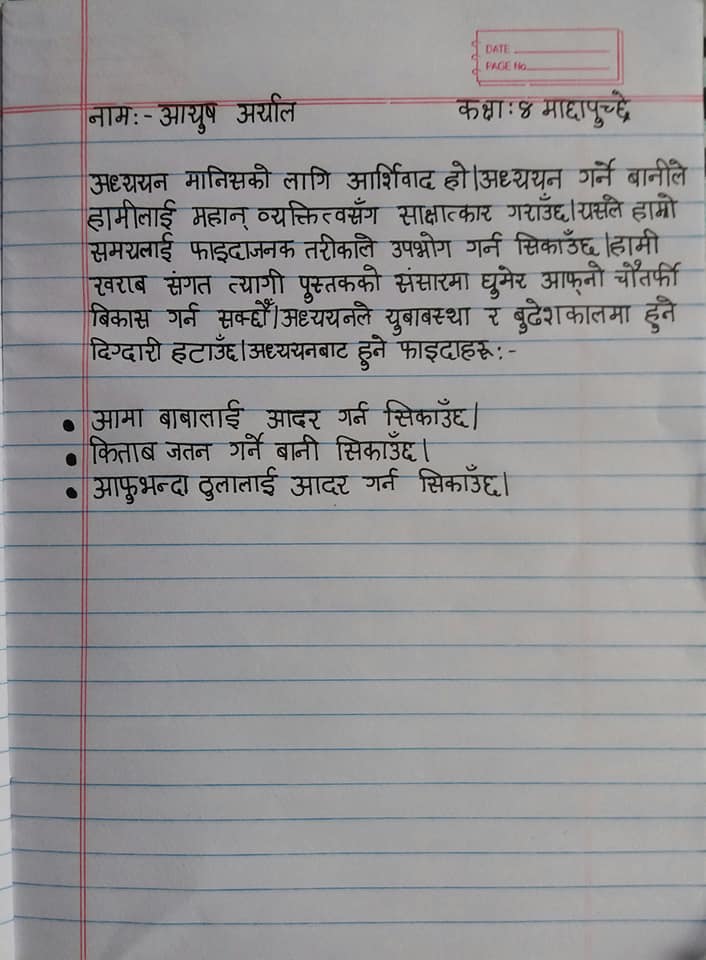 DATE
PAGE No.
नामः- आयुष अर्याल कक्षाः ४ माछापुच्छ्रे
अध्ययन मानिसको लागि आर्शिवाद हो।अध्ययन गर्ने बानीले
हामीलाई महान् व्यक्तित्वसँग साक्षात्कार गराउँछ।यसले हाम्रो
समयलाई फाइदाजनक तरीकाले उपभोग गर्न सिकाउँछ।हामी
खराब संगत त्यागी पुस्तकको संसारमा घुमेर आफ्नो चौतर्फी
बिकास गर्न सक्छौँ।अध्ययनले युबाबस्था र बुढेशकालमा हुने
दिग्दारी हटाउँछ।अध्ययनबाट हुने फाइदाहरूः-
• आमा बाबालाई आदर गर्न सिकाउँछ।
• किताब जतन गर्ने बानी सिकाउँछ।
• आफुभन्दा ठुलालाई आदर गर्न सिकाउँछ।